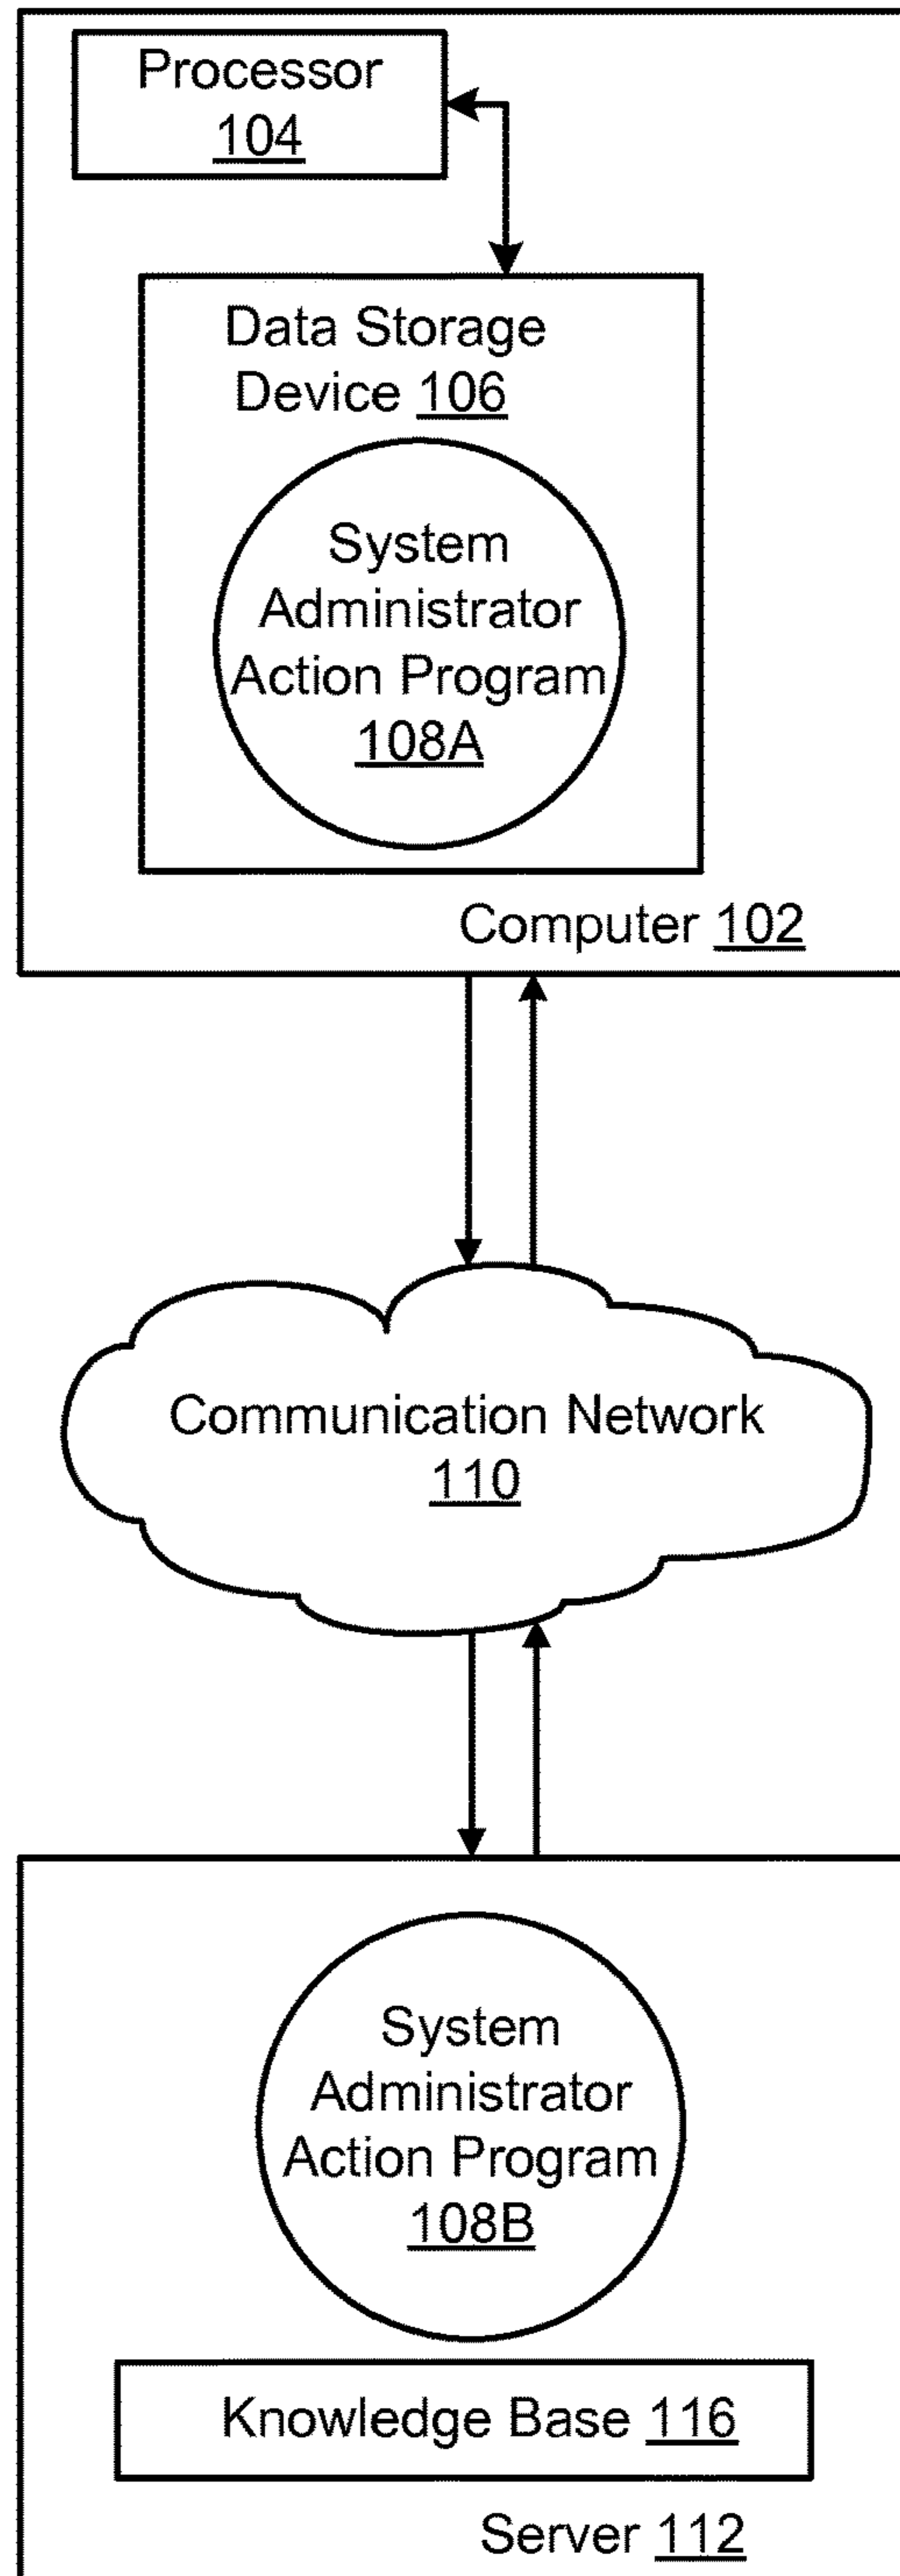 Processor
104
Data Storage
Device 106
System
Administrator
Action Program
108A
Computer 102
Communication Network
110
System
Administrator
Action Program
108B
Knowledge Base 116
Server 112